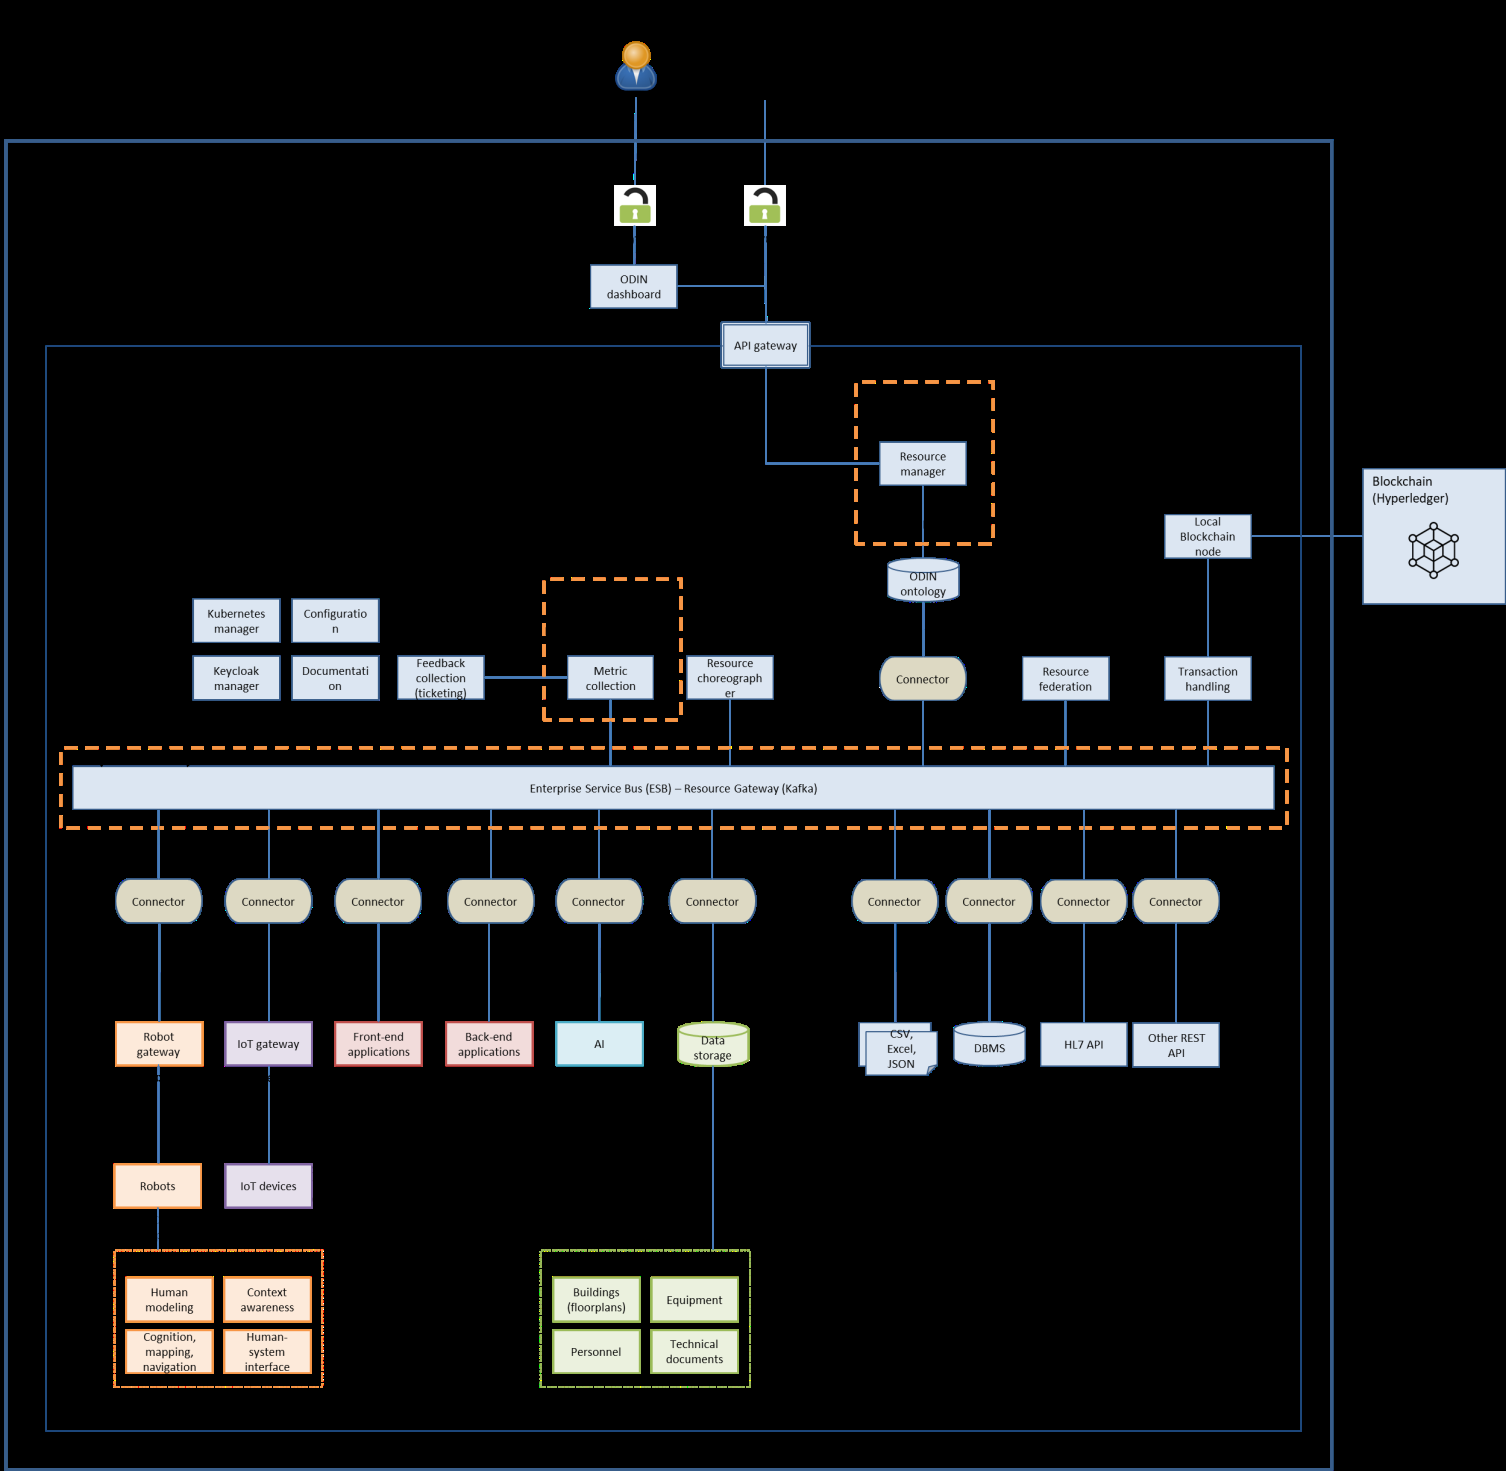 ODIN
dashboard
API gateway
Resource
manager
Blockchain
(Hyperledger)
Local
Blockchain
node
ODIN
ontology
Kubernetes
manager
Configuratio
n
Keycloak
manager
Documentati
on
Feedback
collection
(ticketing)
Metric
collection
Resource
choreograph
er
Connector
Resource
federation
Transaction
handling
Enterprise Service Bus (ESB) – Resource Gateway (Kafka)
Connector
Connector
Connector
Connector
Connector
Connector
Connector
Connector
Connector
Connector
Robot
gateway
IoT gateway
Front-end
applications
Back-end
applications
AI
Data
storage
CSV,
Excel,
JSON
DBMS
HL7 API
Other REST
API
Robots
IoT devices
Human
modeling
Context
awareness
Cognition,
mapping,
navigation
Human-
system
interface
Buildings
(floorplans)
Equipment
Personnel
Technical
documents